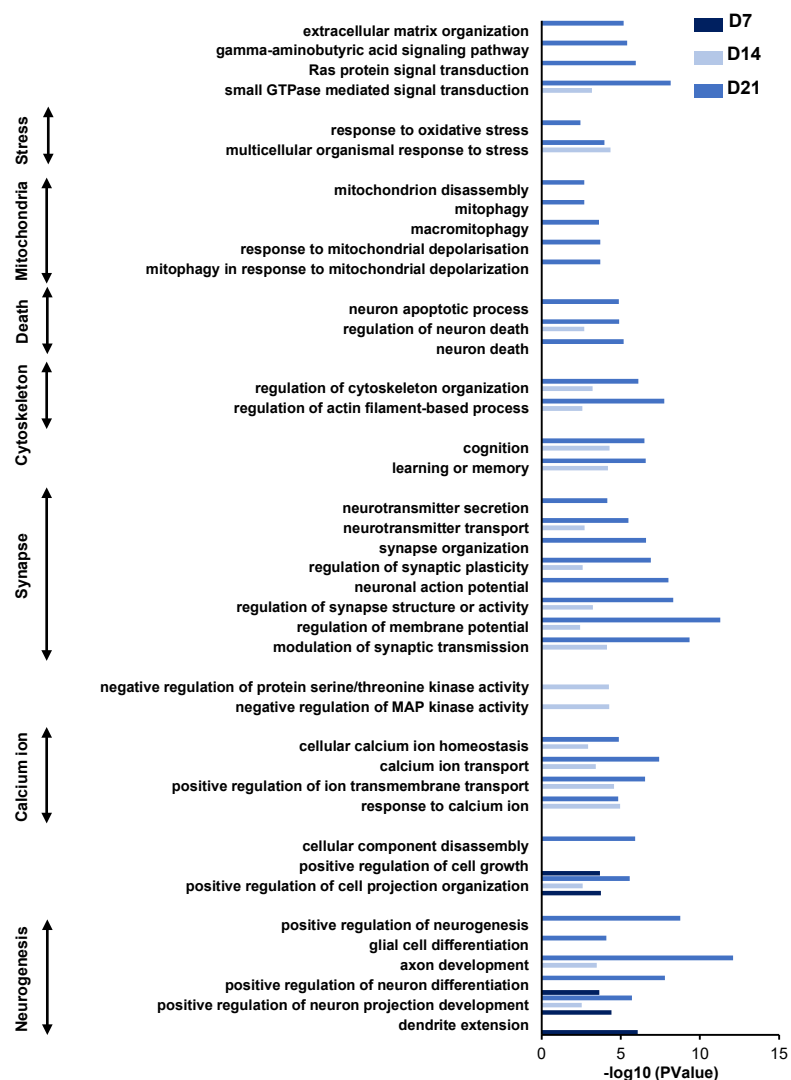 extracellular matrix organization
gamma-aminobutyric acid signaling pathway
Ras protein signal transduction
small GTPase mediated signal transduction
D7
D14
D21
Stress
response to oxidative stress
multicellular organismal response to stress
Mitochondria
mitochondrion disassembly
mitophagy
macromitophagy
response to mitochondrial depolarisation
mitophagy in response to mitochondrial depolarization
Death
neuron apoptotic process
regulation of neuron death
neuron death
Cytoskeleton
regulation of cytoskeleton organization
regulation of actin filament-based process
cognition
learning or memory
Synapse
neurotransmitter secretion
neurotransmitter transport
synapse organization
regulation of synaptic plasticity
neuronal action potential
regulation of synapse structure or activity
regulation of membrane potential
modulation of synaptic transmission
negative regulation of protein serine/threonine kinase activity
negative regulation of MAP kinase activity
Calcium ion
cellular calcium ion homeostasis
calcium ion transport
positive regulation of ion transmembrane transport
response to calcium ion
cellular component disassembly
positive regulation of cell growth
positive regulation of cell projection organization
Neurogenesis
positive regulation of neurogenesis
glial cell differentiation
axon development
positive regulation of neuron differentiation
positive regulation of neuron projection development
dendrite extension
0 5 10 15
-log10 (PValue)